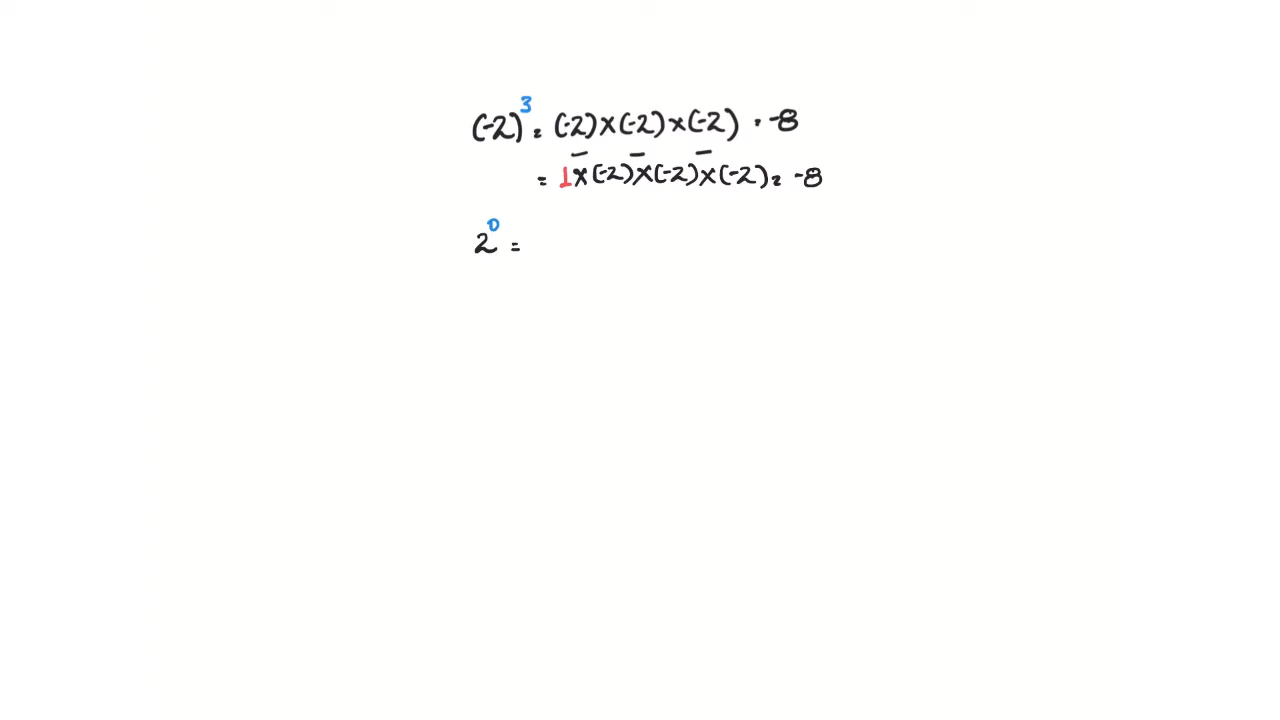 (-2)³ = (-2)×(-2)×(-2) = -8
= 1×(-2)×(-2)×(-2) = -8
2⁰ =